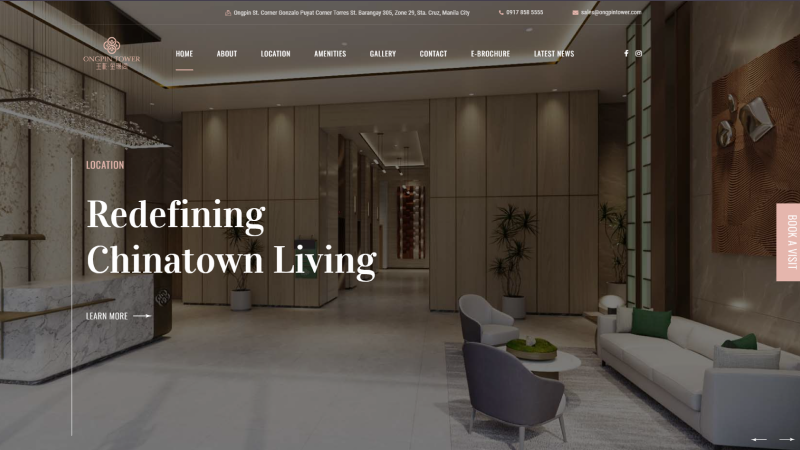 Ongpin St. Corner Gonzalo Puyat Corner Torres St. Barangay 305, Zone 29, Sta. Cruz, Manila City
0917 858 5555
sales@ongpintower.com
ONGPIN TOWER
HOME
ABOUT
LOCATION
AMENITIES
GALLERY
CONTACT
E-BROCHURE
LATEST NEWS
LOCATION
Redefining
Chinatown Living
LEARN MORE
BOOK A VISIT